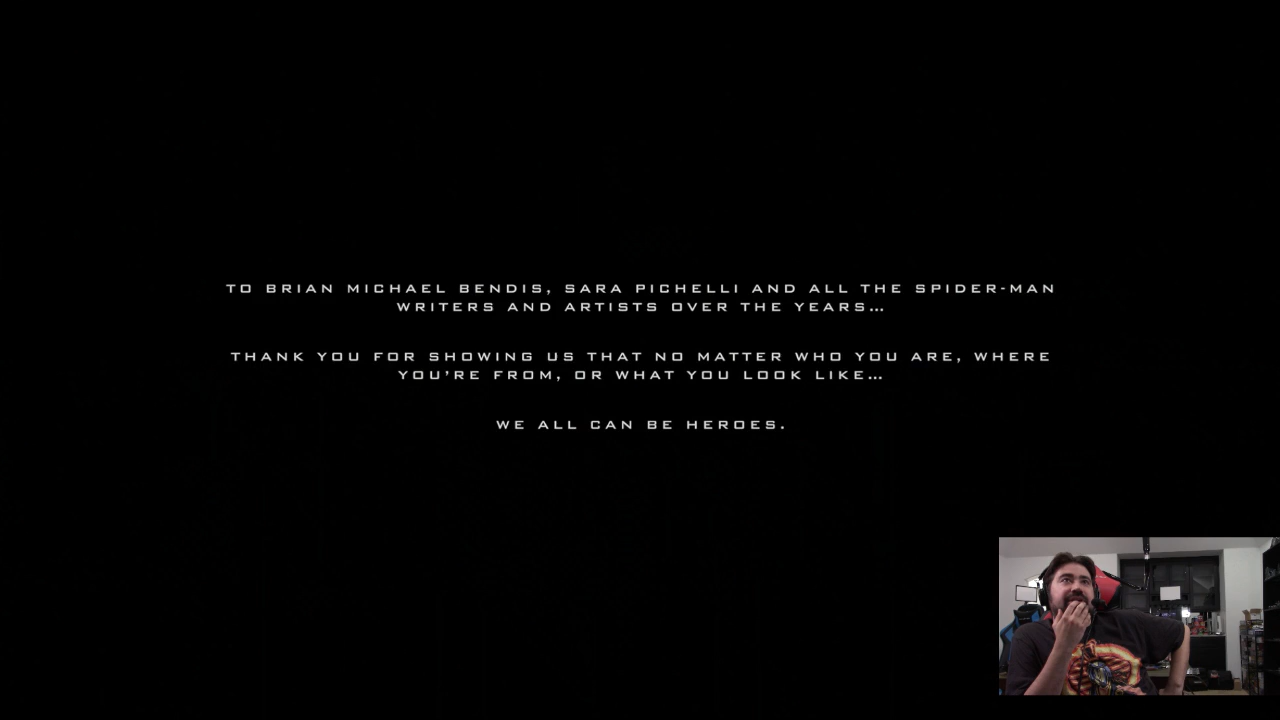 TO BRIAN MICHAEL BENDIS, SARA PICHELLI AND ALL THE SPIDER-MAN
WRITERS AND ARTISTS OVER THE YEARS...
THANK YOU FOR SHOWING US THAT NO MATTER WHO YOU ARE, WHERE
YOU'RE FROM, OR WHAT YOU LOOK LIKE...
WE ALL CAN BE HEROES.